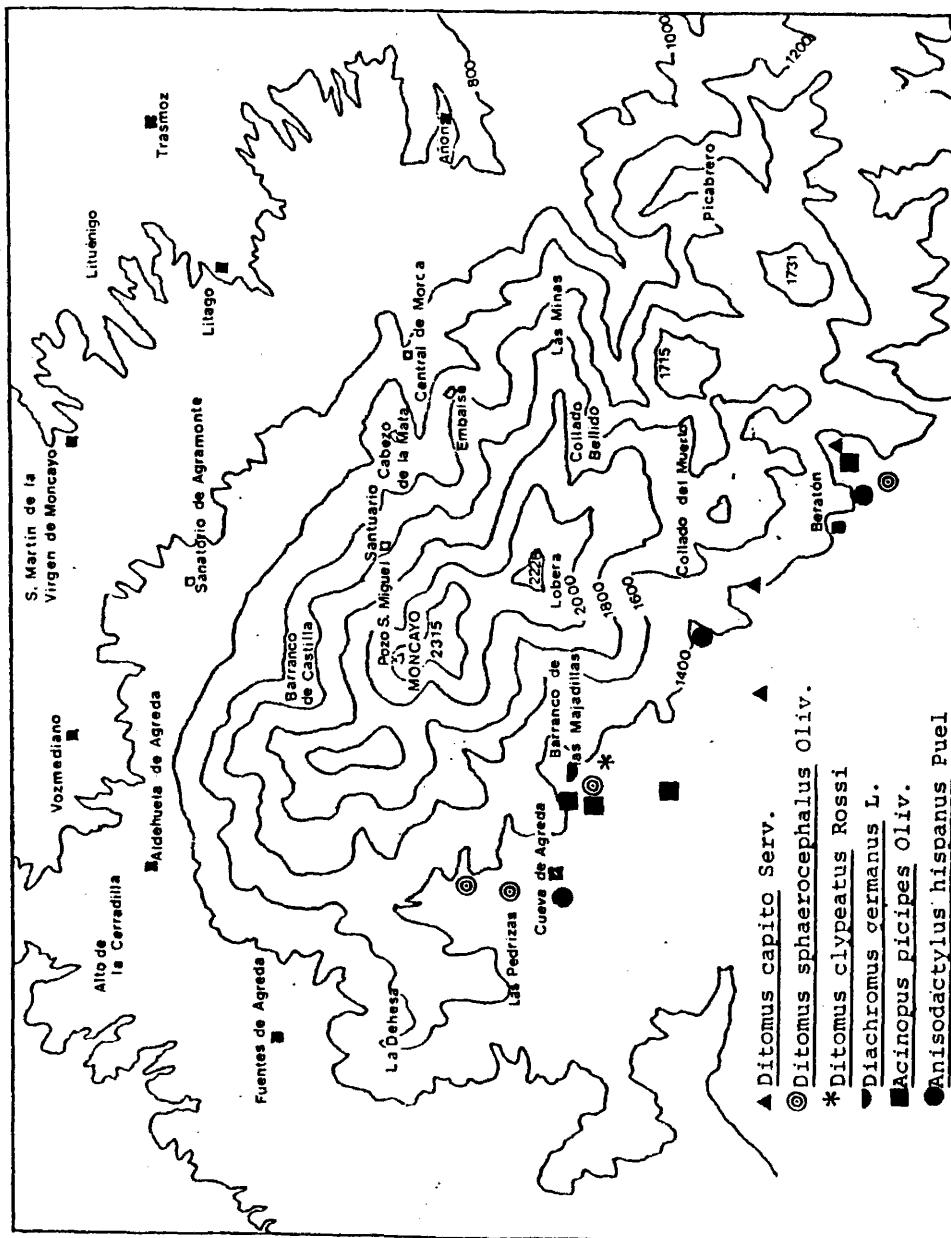 S. Martin de la
Virgen de Moncayo
Lituénigo
Trasmoz
Litago
Vozmediano
Sanatorio de Agramonte
Aldehuela de Agreda
Alto de
la Cerradilla
Fuentes de Agreda
Añon
800
1000
1200
Central de Morca
Santuario
Cabezo
de la Mata
Embalse
Barranco
de Castilla
Pozo S. Miguel
MONCAYO
2315
Las Minas
Picabrero
2226
Lobera
2000
1800
1600
1400
Collado
Bellido
1715
1731
Collado del Muerto
La Dehesa
Las Pedrizas
Cueva de Agreda
Barranco de
las Majadillas
Beratón
Ditomus capito Serv.
Ditomus sphaerocephalus Oliv.
Ditomus clypeatus Rossi
Diachromus germanus L.
Acinopus picipes Oliv.
Anisodactylus hispanus Puel